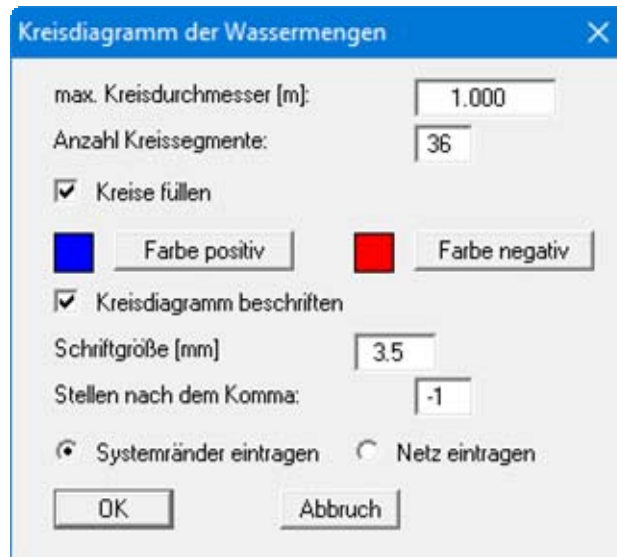 Kreisdiagramm der Wassermengen
max. Kreisdurchmesser [m]: 1.000
Anzahl Kreissegmente: 36
Kreise füllen
Farbe positiv Farbe negativ
Kreisdiagramm beschriften
Schriftgröße [mm] 3.5
Stellen nach dem Komma: -1
Systemränder eintragen Netz eintragen
OK Abbruch